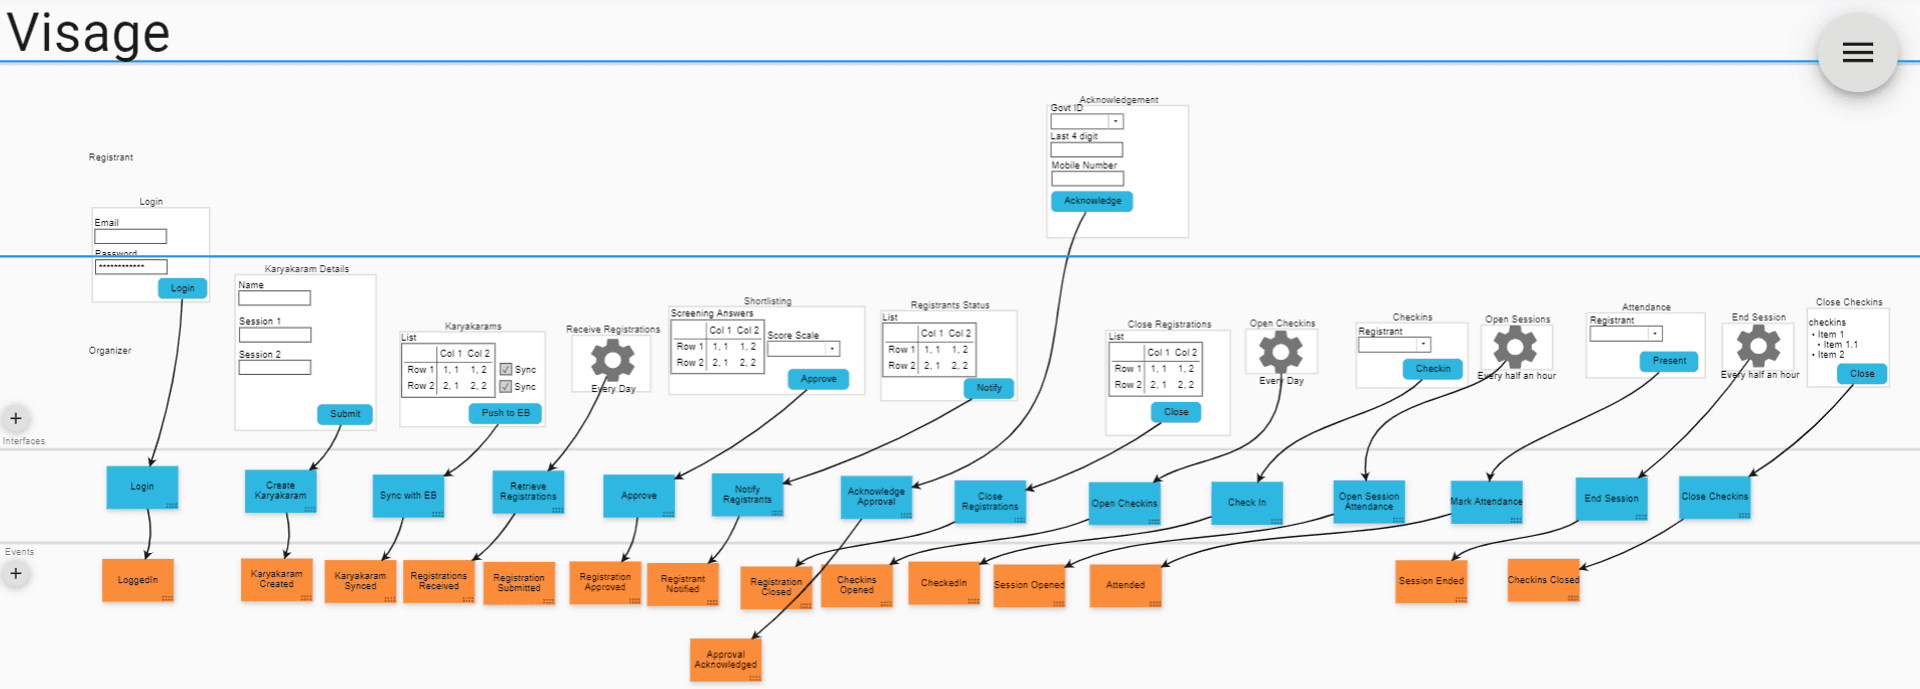 Visage
Registrant
Login
Email
Password
************
Login
Acknowledgement
Govt ID
Last 4 digit
Mobile Number
Acknowledge
Organizer
Karyakaram Details
Name
Session 1
Session 2
Submit
Karyakarams
List
Col 1 Col 2
Row 1 1, 1 1, 2
Row 2 2, 1 2, 2
Sync
Sync
Push to EB
Receive Registrations
Every Day
Shortlisting
Screening Answers
Col 1 Col 2
Row 1 1, 1 1, 2
Row 2 2, 1 2, 2
Score Scale
Approve
Registrants Status
List
Col 1 Col 2
Row 1 1, 1 1, 2
Row 2 2, 1 2, 2
Notify
Close Registrations
List
Col 1 Col 2
Row 1 1, 1 1, 2
Row 2 2, 1 2, 2
Close
Open Checkins
Every Day
Checkins
Registrant
Checkin
Open Sessions
Every half an hour
Attendance
Registrant
Present
End Session
Every half an hour
Close Checkins
checkins
• Item 1
• Item 1.1
• Item 2
Close
Interfaces
Login
Create
Karyakaram
Sync with EB
Retrieve
Registrations
Approve
Notify
Registrants
Acknowledge
Approval
Close
Registrations
Open Checkins
Check In
Open Session
Attendance
Mark Attendance
End Session
Close Checkins
Events
LoggedIn
Karyakaram
Created
Karyakaram
Synced
Registrations
Received
Registration
Submitted
Registration
Approved
Registrant
Notified
Registration
Closed
Checkins
Opened
CheckedIn
Session Opened
Attended
Session Ended
Checkins Closed
Approval
Acknowledged